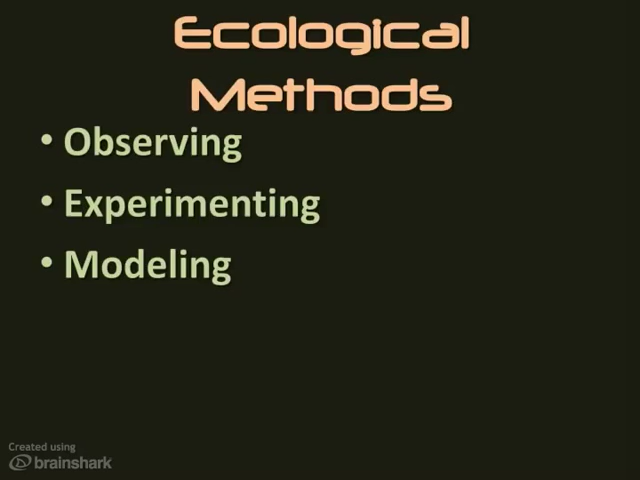 Ecological
Methods
• Observing
• Experimenting
• Modeling
Created using
brainshark